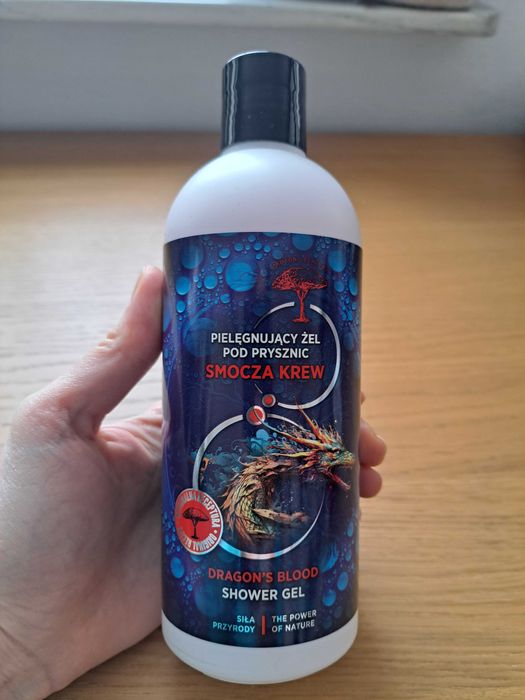 PIELĘGNUJĄCY ŻEL
POD PRYSZNIC
SMOCZA KREW
DRAGON'S BLOOD
SHOWER GEL
SIŁA | THE POWER
PRZYRODY | OF NATURE